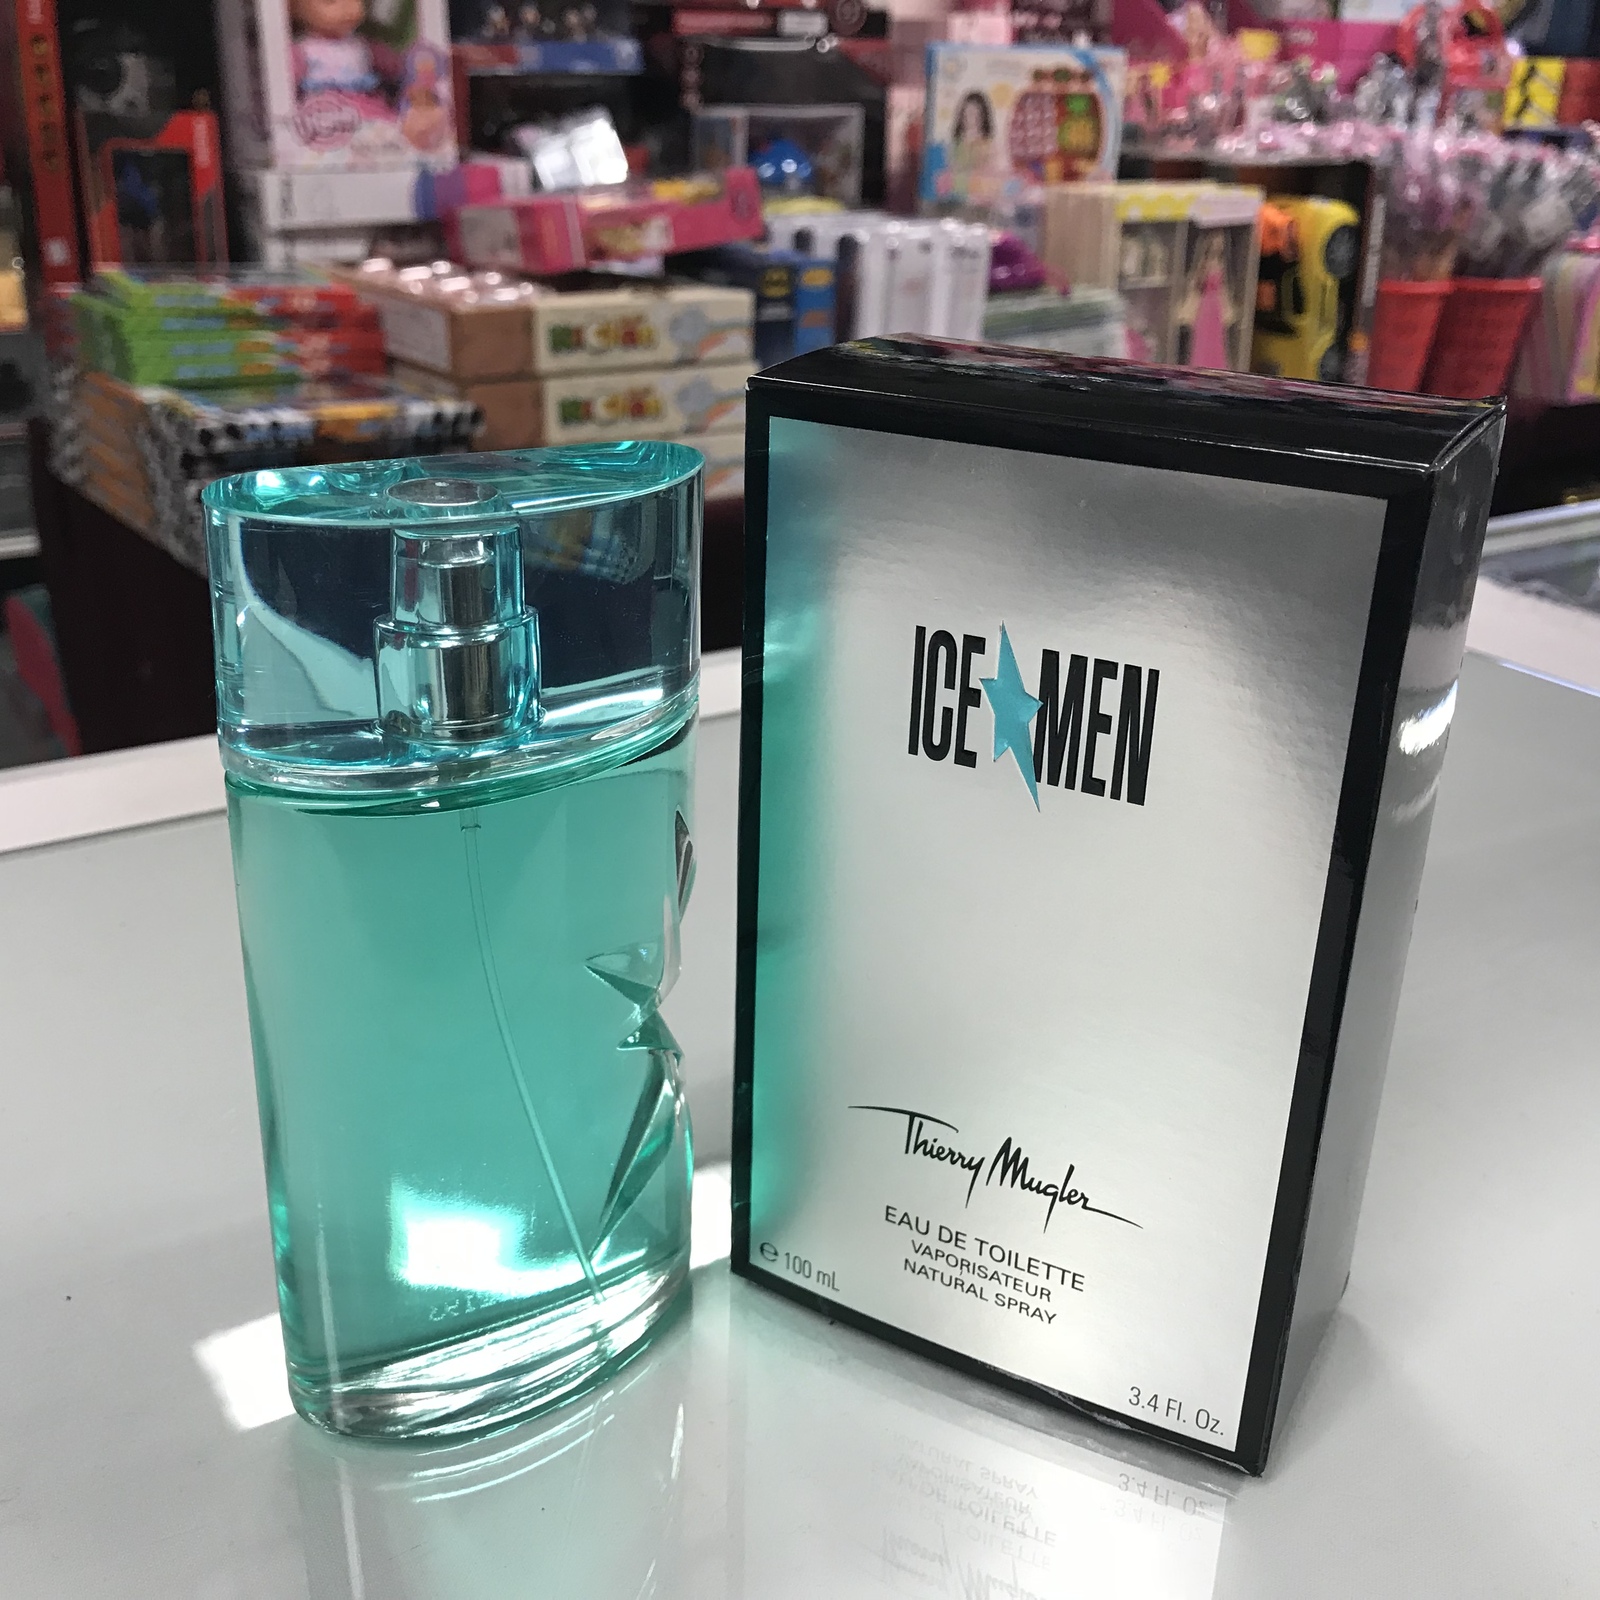 ICE★MEN
Thierry Mugler
EAU DE TOILETTE
VAPORISATEUR
NATURAL SPRAY
℮ 100 mL
3.4 Fl. Oz.